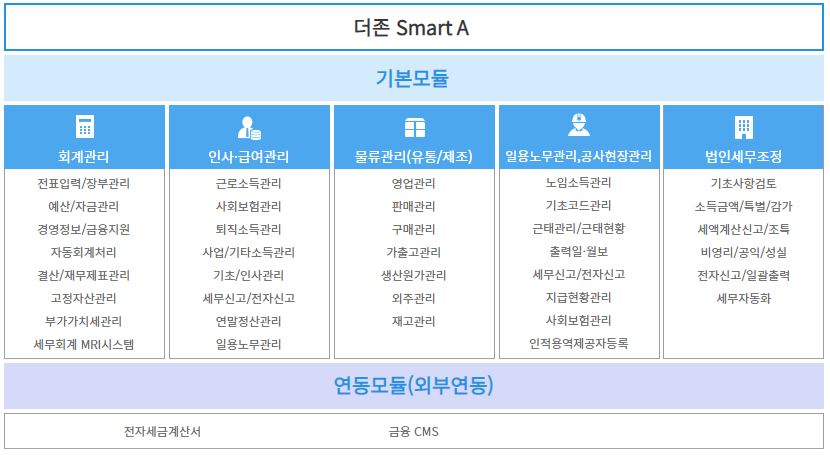 더존 Smart A
기본모듈
회계관리
전표입력/장부관리
예산/자금관리
경영정보/금융지원
자동회계처리
결산/재무제표관리
고정자산관리
부가가치세관리
세무회계 MRI시스템
인사·급여관리
근로소득관리
사회보험관리
퇴직소득관리
사업/기타소득관리
기초/인사관리
세무신고/전자신고
연말정산관리
일용노무관리
물류관리(유통/제조)
영업관리
판매관리
구매관리
가출고관리
생산원가관리
외주관리
재고관리
일용노무관리,공사현장관리
노임소득관리
기초코드관리
근태관리/근태현황
출력일·월보
세무신고/전자신고
지급현황관리
사회보험관리
인적용역제공자등록
법인세무조정
기초사항검토
소득금액/특별/감가
세액계산신고/조특
비영리/공익/성실
전자신고/일괄출력
세무자동화
연동모듈(외부연동)
전자세금계산서
금융 CMS